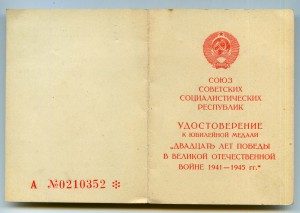 СОЮЗ
СОВЕТСКИХ
СОЦИАЛИСТИЧЕСКИХ
РЕСПУБЛИК
УДОСТОВЕРЕНИЕ
К ЮБИЛЕЙНОЙ МЕДАЛИ
„ДВАДЦАТЬ ЛЕТ ПОБЕДЫ
В ВЕЛИКОЙ ОТЕЧЕСТВЕННОЙ
ВОЙНЕ 1941—1945 гг."
А №0210352 ✻